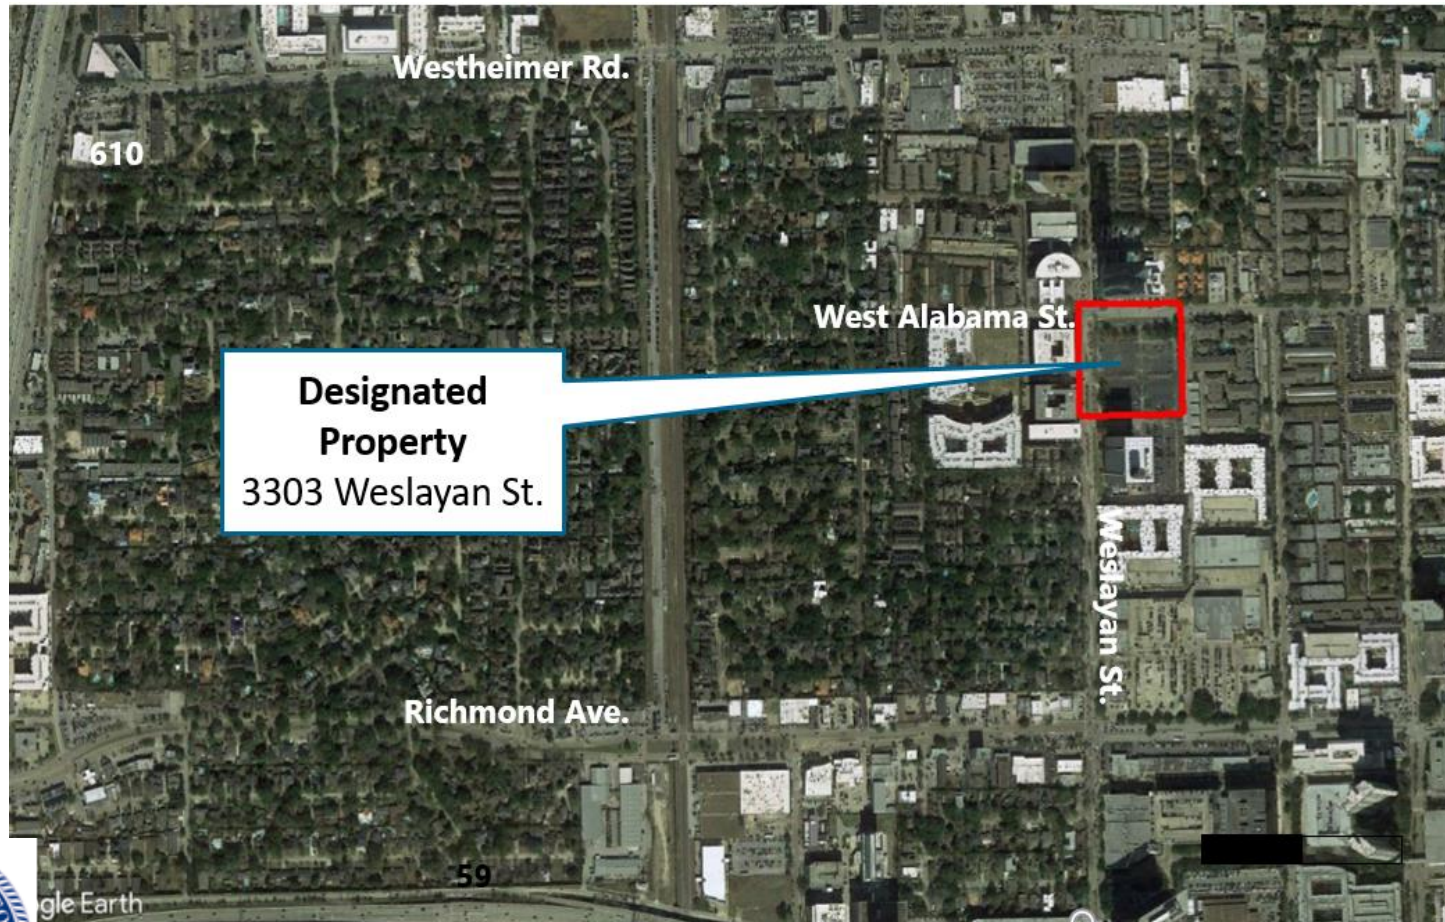 Westheimer Rd.
610
West Alabama St.
Designated
Property
3303 Weslayan St.
Weslayan St.
Richmond Ave.
59
gle Earth